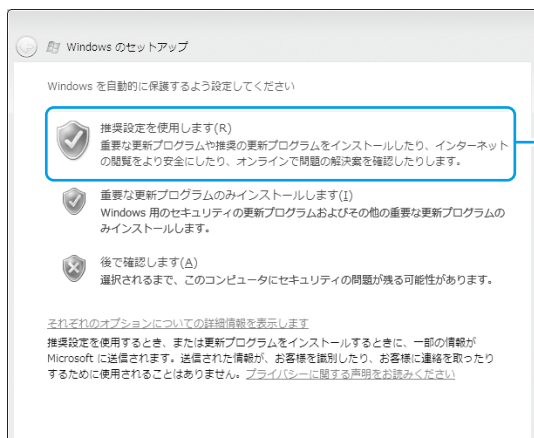 Windows のセットアップ
Windows を自動的に保護するよう設定してください
推奨設定を使用します(R)
重要な更新プログラムや推奨の更新プログラムをインストールしたり、インターネット
の閲覧をより安全にしたり、オンラインで問題の解決案を確認したりします。
重要な更新プログラムのみインストールします(I)
Windows 用のセキュリティの更新プログラムおよびその他の重要な更新プログラムの
みインストールします。
後で確認します(A)
選択されるまで、このコンピュータにセキュリティの問題が残る可能性があります。
それぞれのオプションについての詳細情報を表示します
推奨設定を使用するとき、または更新プログラムをインストールするときに、一部の情報が
Microsoft に送信されます。送信された情報が、お客様を識別したり、お客様に連絡を取ったり
するために使用されることはありません。プライバシーに関する声明をお読みください